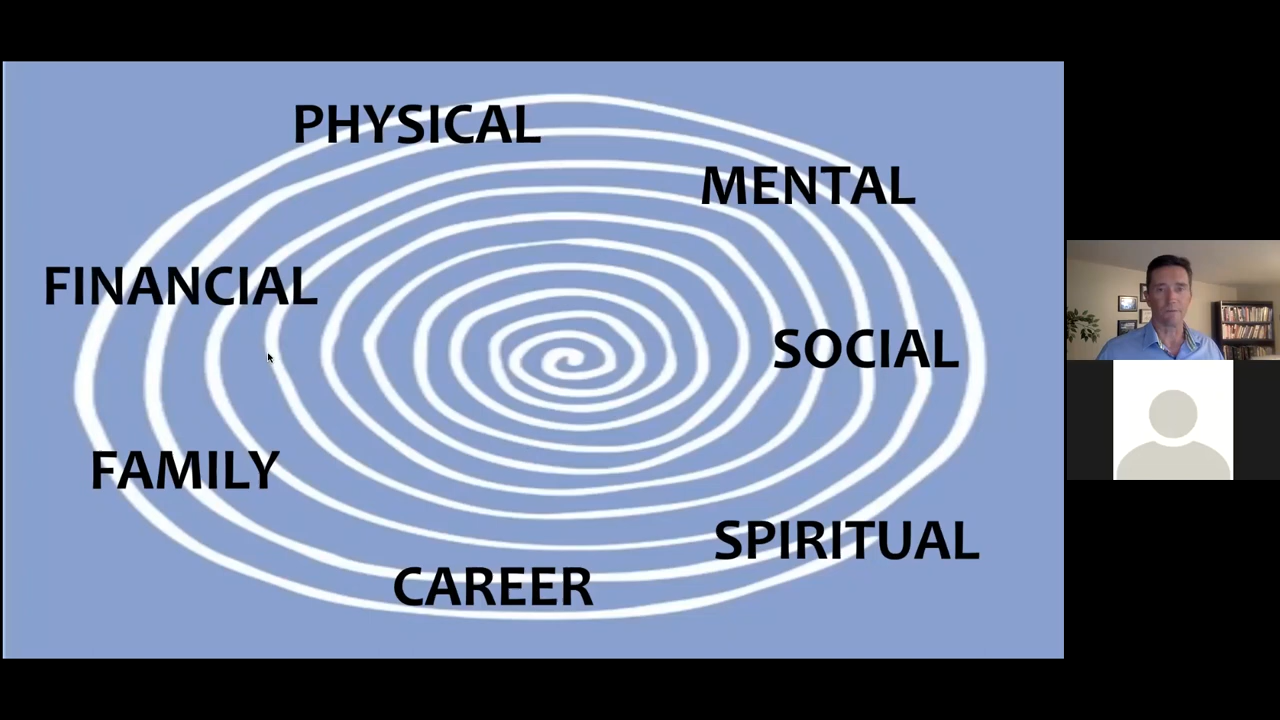 PHYSICAL
MENTAL
FINANCIAL
SOCIAL
FAMILY
SPIRITUAL
CAREER